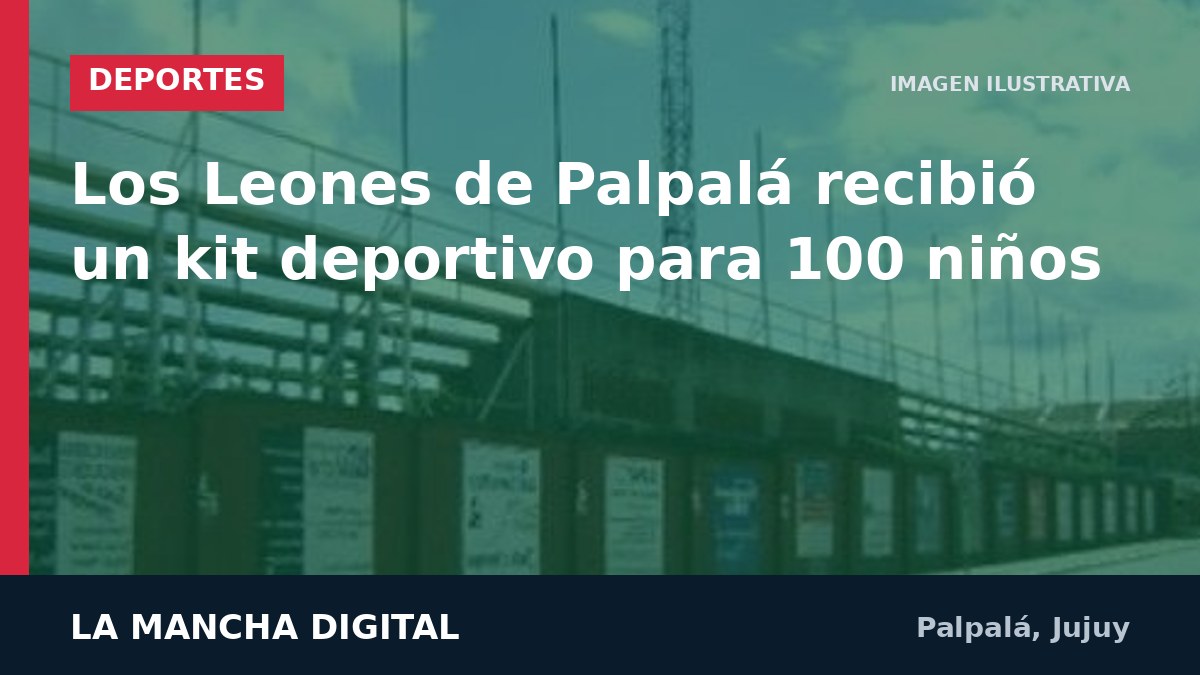 DEPORTES
IMAGEN ILUSTRATIVA
Los Leones de Palpalá recibió
un kit deportivo para 100 niños
LA MANCHA DIGITAL
Palpalá, Jujuy